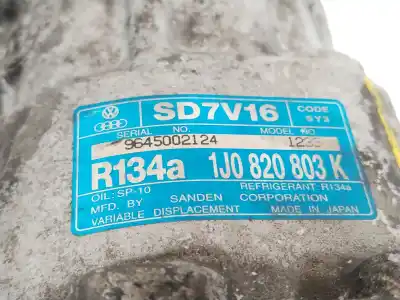 SD7V16 CODE
SY3
SERIAL NO. MODEL NO
9645002124
R134a 1J0 820 803 K
OIL: SP-10 REFRIGERANT: R134a
MFD. BY SANDEN CORPORATION
VARIABLE DISPLACEMENT MADE IN JAPAN